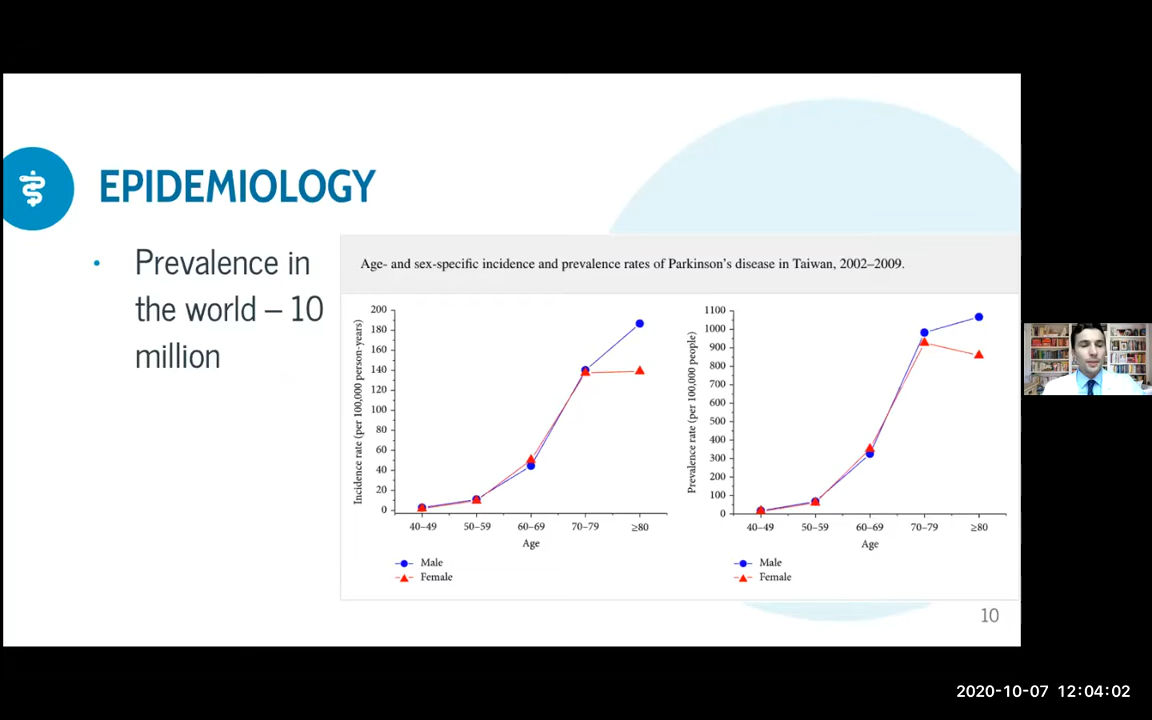 EPIDEMIOLOGY
• Prevalence in
the world – 10
million
Age- and sex-specific incidence and prevalence rates of Parkinson's disease in Taiwan, 2002–2009.
Incidence rate (per 100,000 person-years)
200
180
160
140
120
100
80
60
40
20
0
40–49 50–59 60–69 70–79 ≥80
Age
Male
Female
Prevalence rate (per 100,000 people)
1100
1000
900
800
700
600
500
400
300
200
100
0
40–49 50–59 60–69 70–79 ≥80
Age
Male
Female
10
2020-10-07 12:04:02